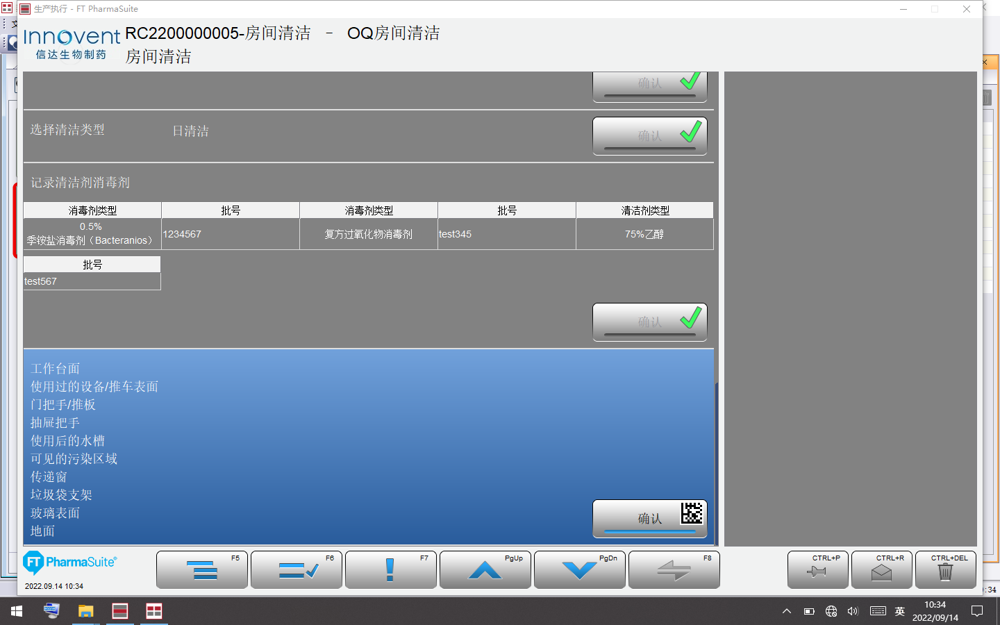 生产执行 - FT PharmaSuite
Innovent
信达生物制药
RC2200000005-房间清洁 - OQ房间清洁
房间清洁
确认
选择清洁类型 日清洁
确认
记录清洁剂消毒剂
消毒剂类型 批号 消毒剂类型 批号 清洁剂类型
0.5%
季铵盐消毒剂（Bacteranios） 1234567 复方过氧化物消毒剂 test345 75%乙醇
批号
test567
确认
工作台面
使用过的设备/推车表面
门把手/推板
抽屉把手
使用后的水槽
可见的污染区域
传递窗
垃圾袋支架
玻璃表面
地面
确认
FT PharmaSuite
2022.09.14 10:34
F5 F6 F7 PgUp PgDn F8 CTRL+P CTRL+R CTRL+DEL
:34
英
10:34
2022/09/14